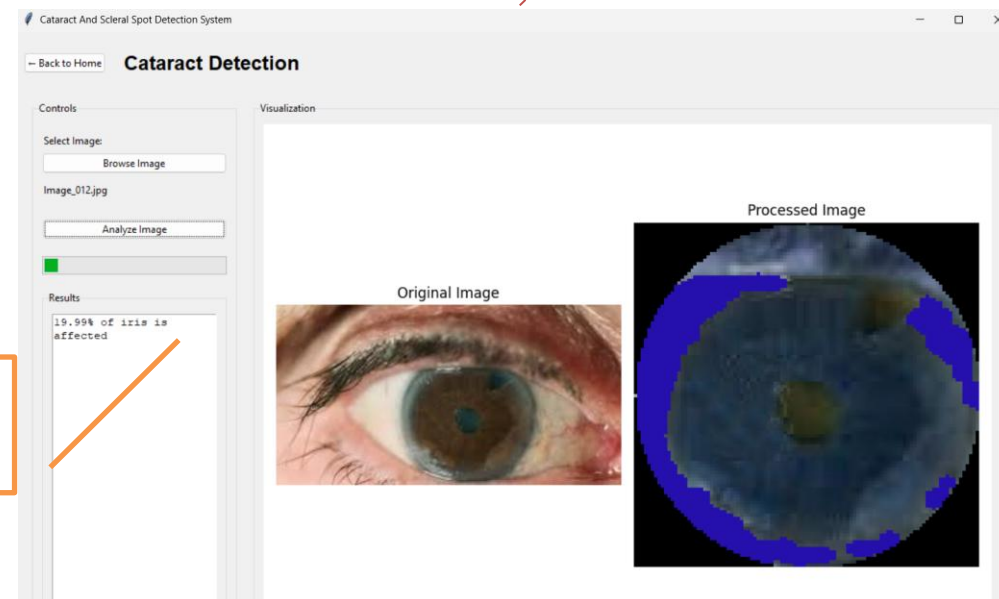 Cataract And Scleral Spot Detection System
← Back to Home
Cataract Detection
Controls
Visualization
Select Image:
Browse Image
Image_012.jpg
Analyze Image
Results
19.99% of iris is
affected
Original Image
Processed Image